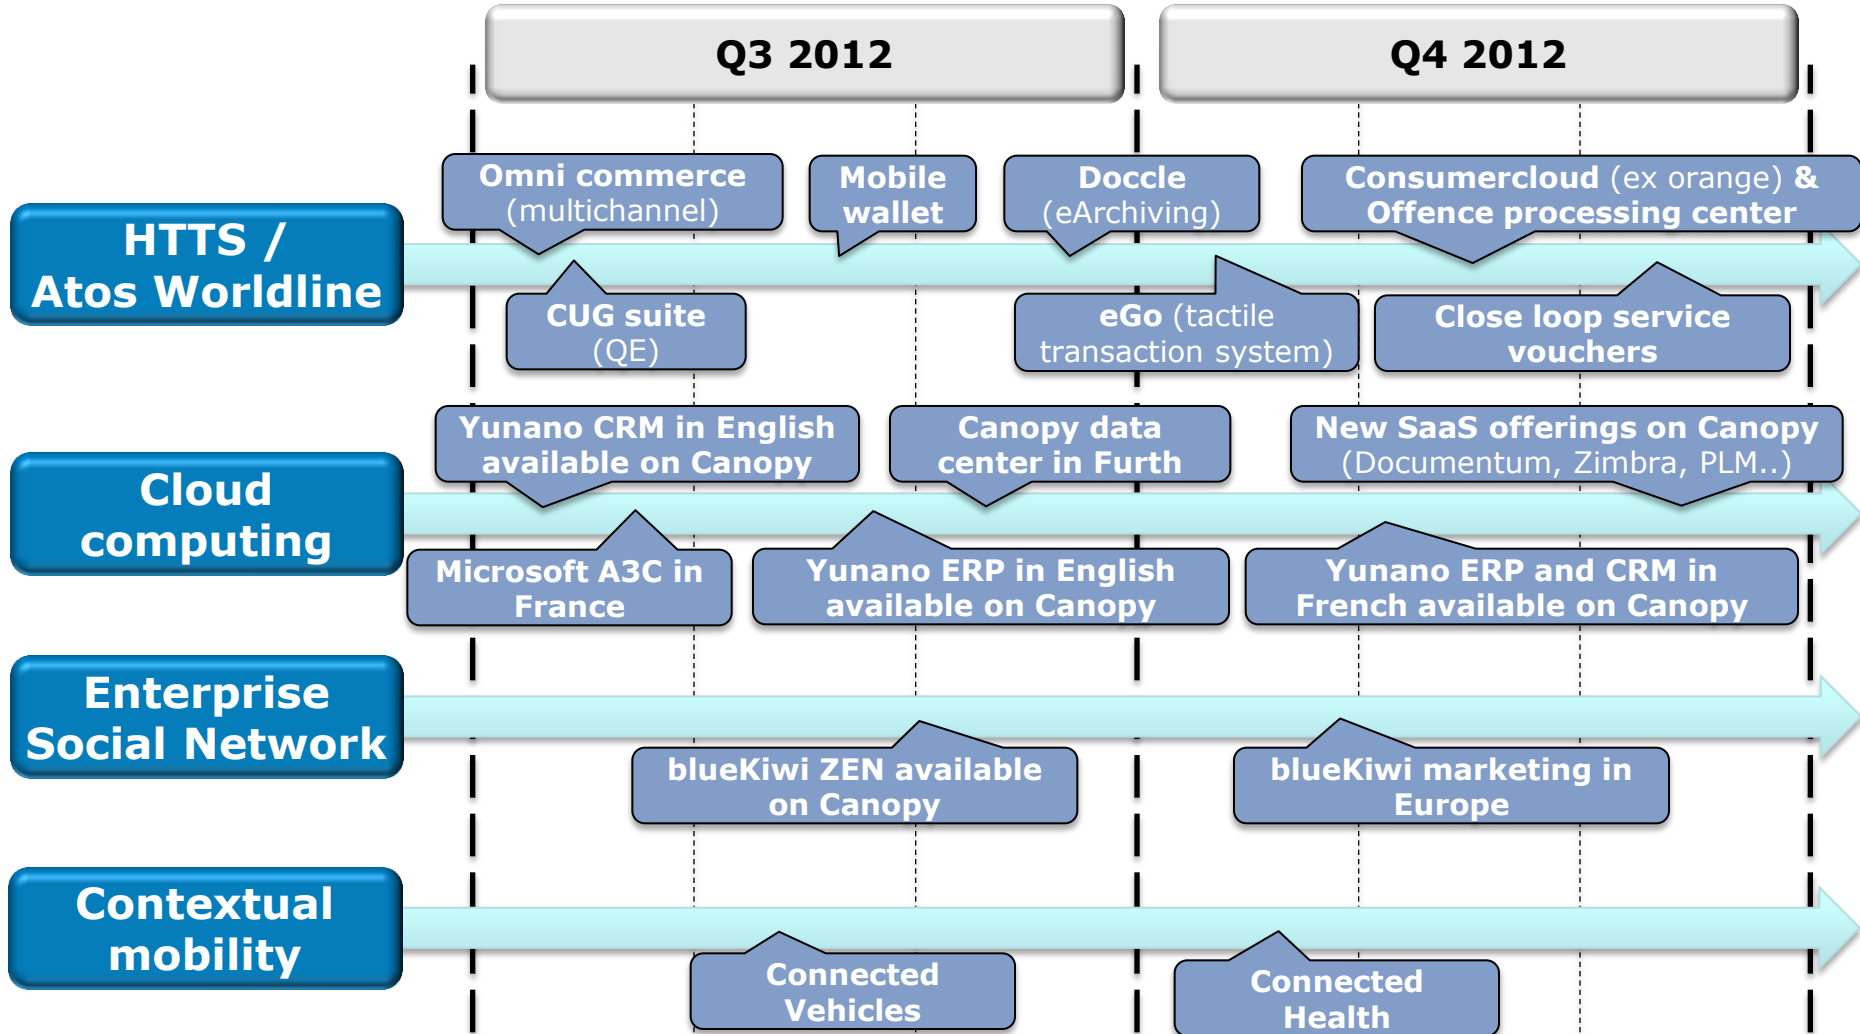 Q3 2012
Q4 2012
HTTS /
Atos Worldline
Omni commerce
(multichannel)
Mobile
wallet
Doccle
(eArchiving)
Consumercloud (ex orange) &
Offence processing center
CUG suite
(QE)
eGo (tactile
transaction system)
Close loop service
vouchers
Cloud
computing
Yunano CRM in English
available on Canopy
Canopy data
center in Furth
New SaaS offerings on Canopy
(Documentum, Zimbra, PLM..)
Microsoft A3C in
France
Yunano ERP in English
available on Canopy
Yunano ERP and CRM in
French available on Canopy
Enterprise
Social Network
blueKiwi ZEN available
on Canopy
blueKiwi marketing in
Europe
Contextual
mobility
Connected
Vehicles
Connected
Health